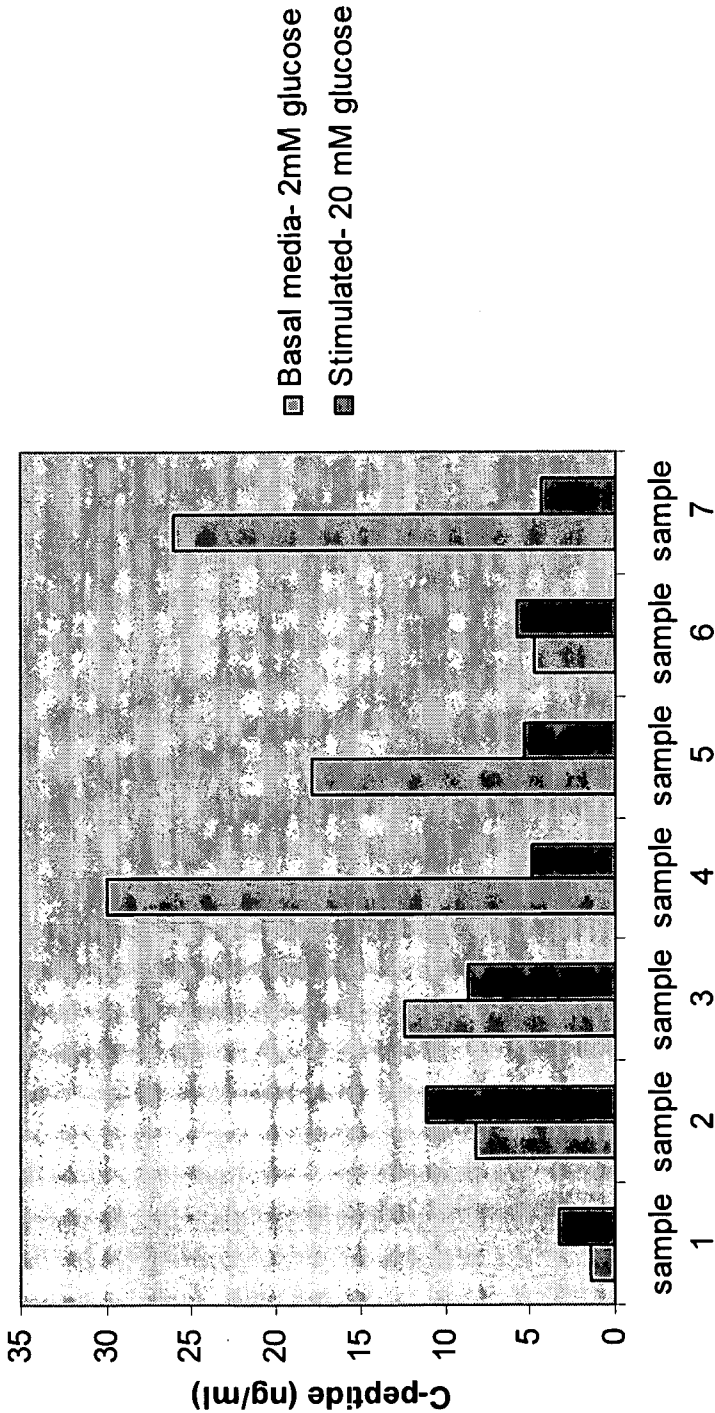 C-peptide (ng/ml)
35
30
25
20
15
10
5
0
sample sample sample sample sample sample sample
1 2 3 4 5 6 7
Basal media- 2mM glucose
Stimulated- 20 mM glucose